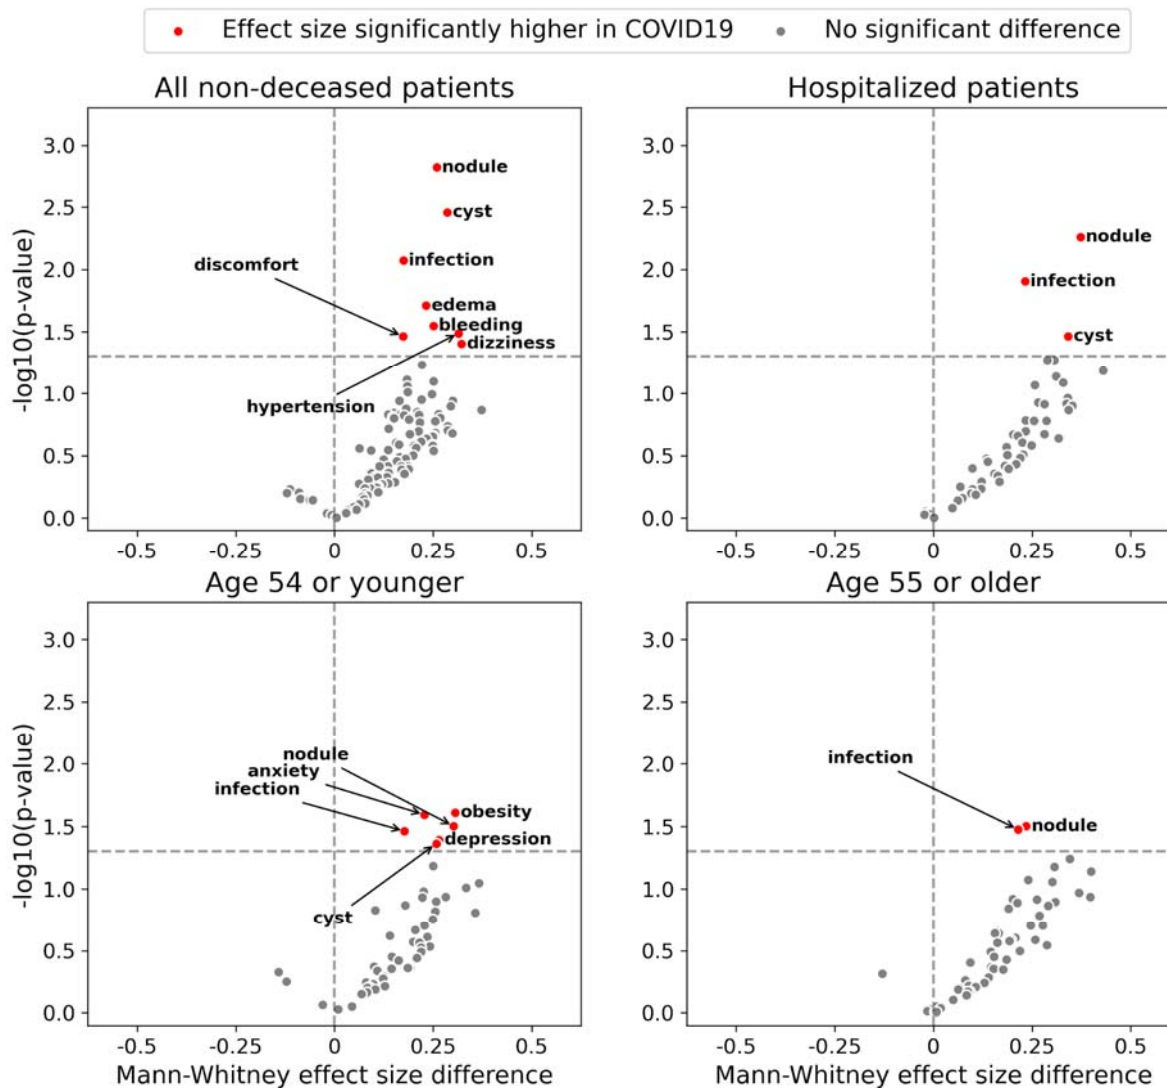 Effect size significantly higher in COVID19 No significant difference
All non-deceased patients
-log10(p-value)
3.0
2.5
2.0
1.5
1.0
0.5
0.0
nodule
cyst
infection
discomfort
edema
bleeding
dizziness
hypertension
-0.5 -0.25 0 0.25 0.5
Hospitalized patients
3.0
2.5
2.0
1.5
1.0
0.5
0.0
nodule
infection
cyst
-0.5 -0.25 0 0.25 0.5
Age 54 or younger
-log10(p-value)
3.0
2.5
2.0
1.5
1.0
0.5
0.0
nodule
anxiety
infection
obesity
depression
cyst
-0.5 -0.25 0 0.25 0.5
Mann-Whitney effect size difference
Age 55 or older
3.0
2.5
2.0
1.5
1.0
0.5
0.0
infection
nodule
-0.5 -0.25 0 0.25 0.5
Mann-Whitney effect size difference